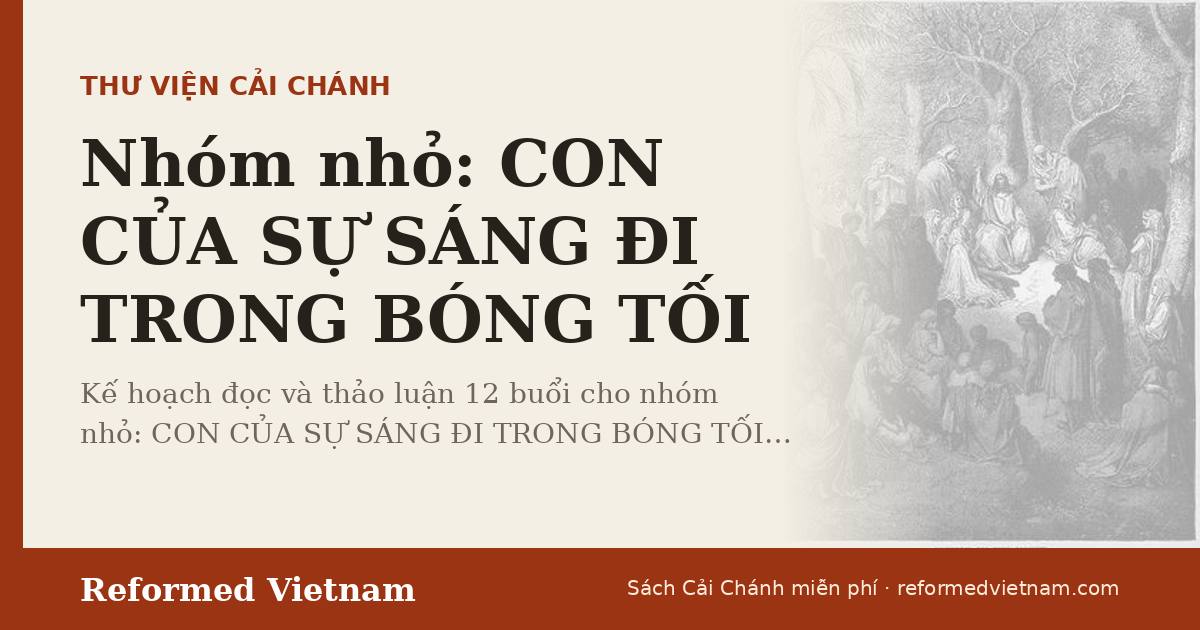 THƯ VIỆN CẢI CHÁNH
Nhóm nhỏ: CON
CỦA SỰ SÁNG ĐI
TRONG BÓNG TỐI
Kế hoạch đọc và thảo luận 12 buổi cho nhóm
nhỏ: CON CỦA SỰ SÁNG ĐI TRONG BÓNG TỐI...
Reformed Vietnam
Sách Cải Chánh miễn phí · reformedvietnam.com